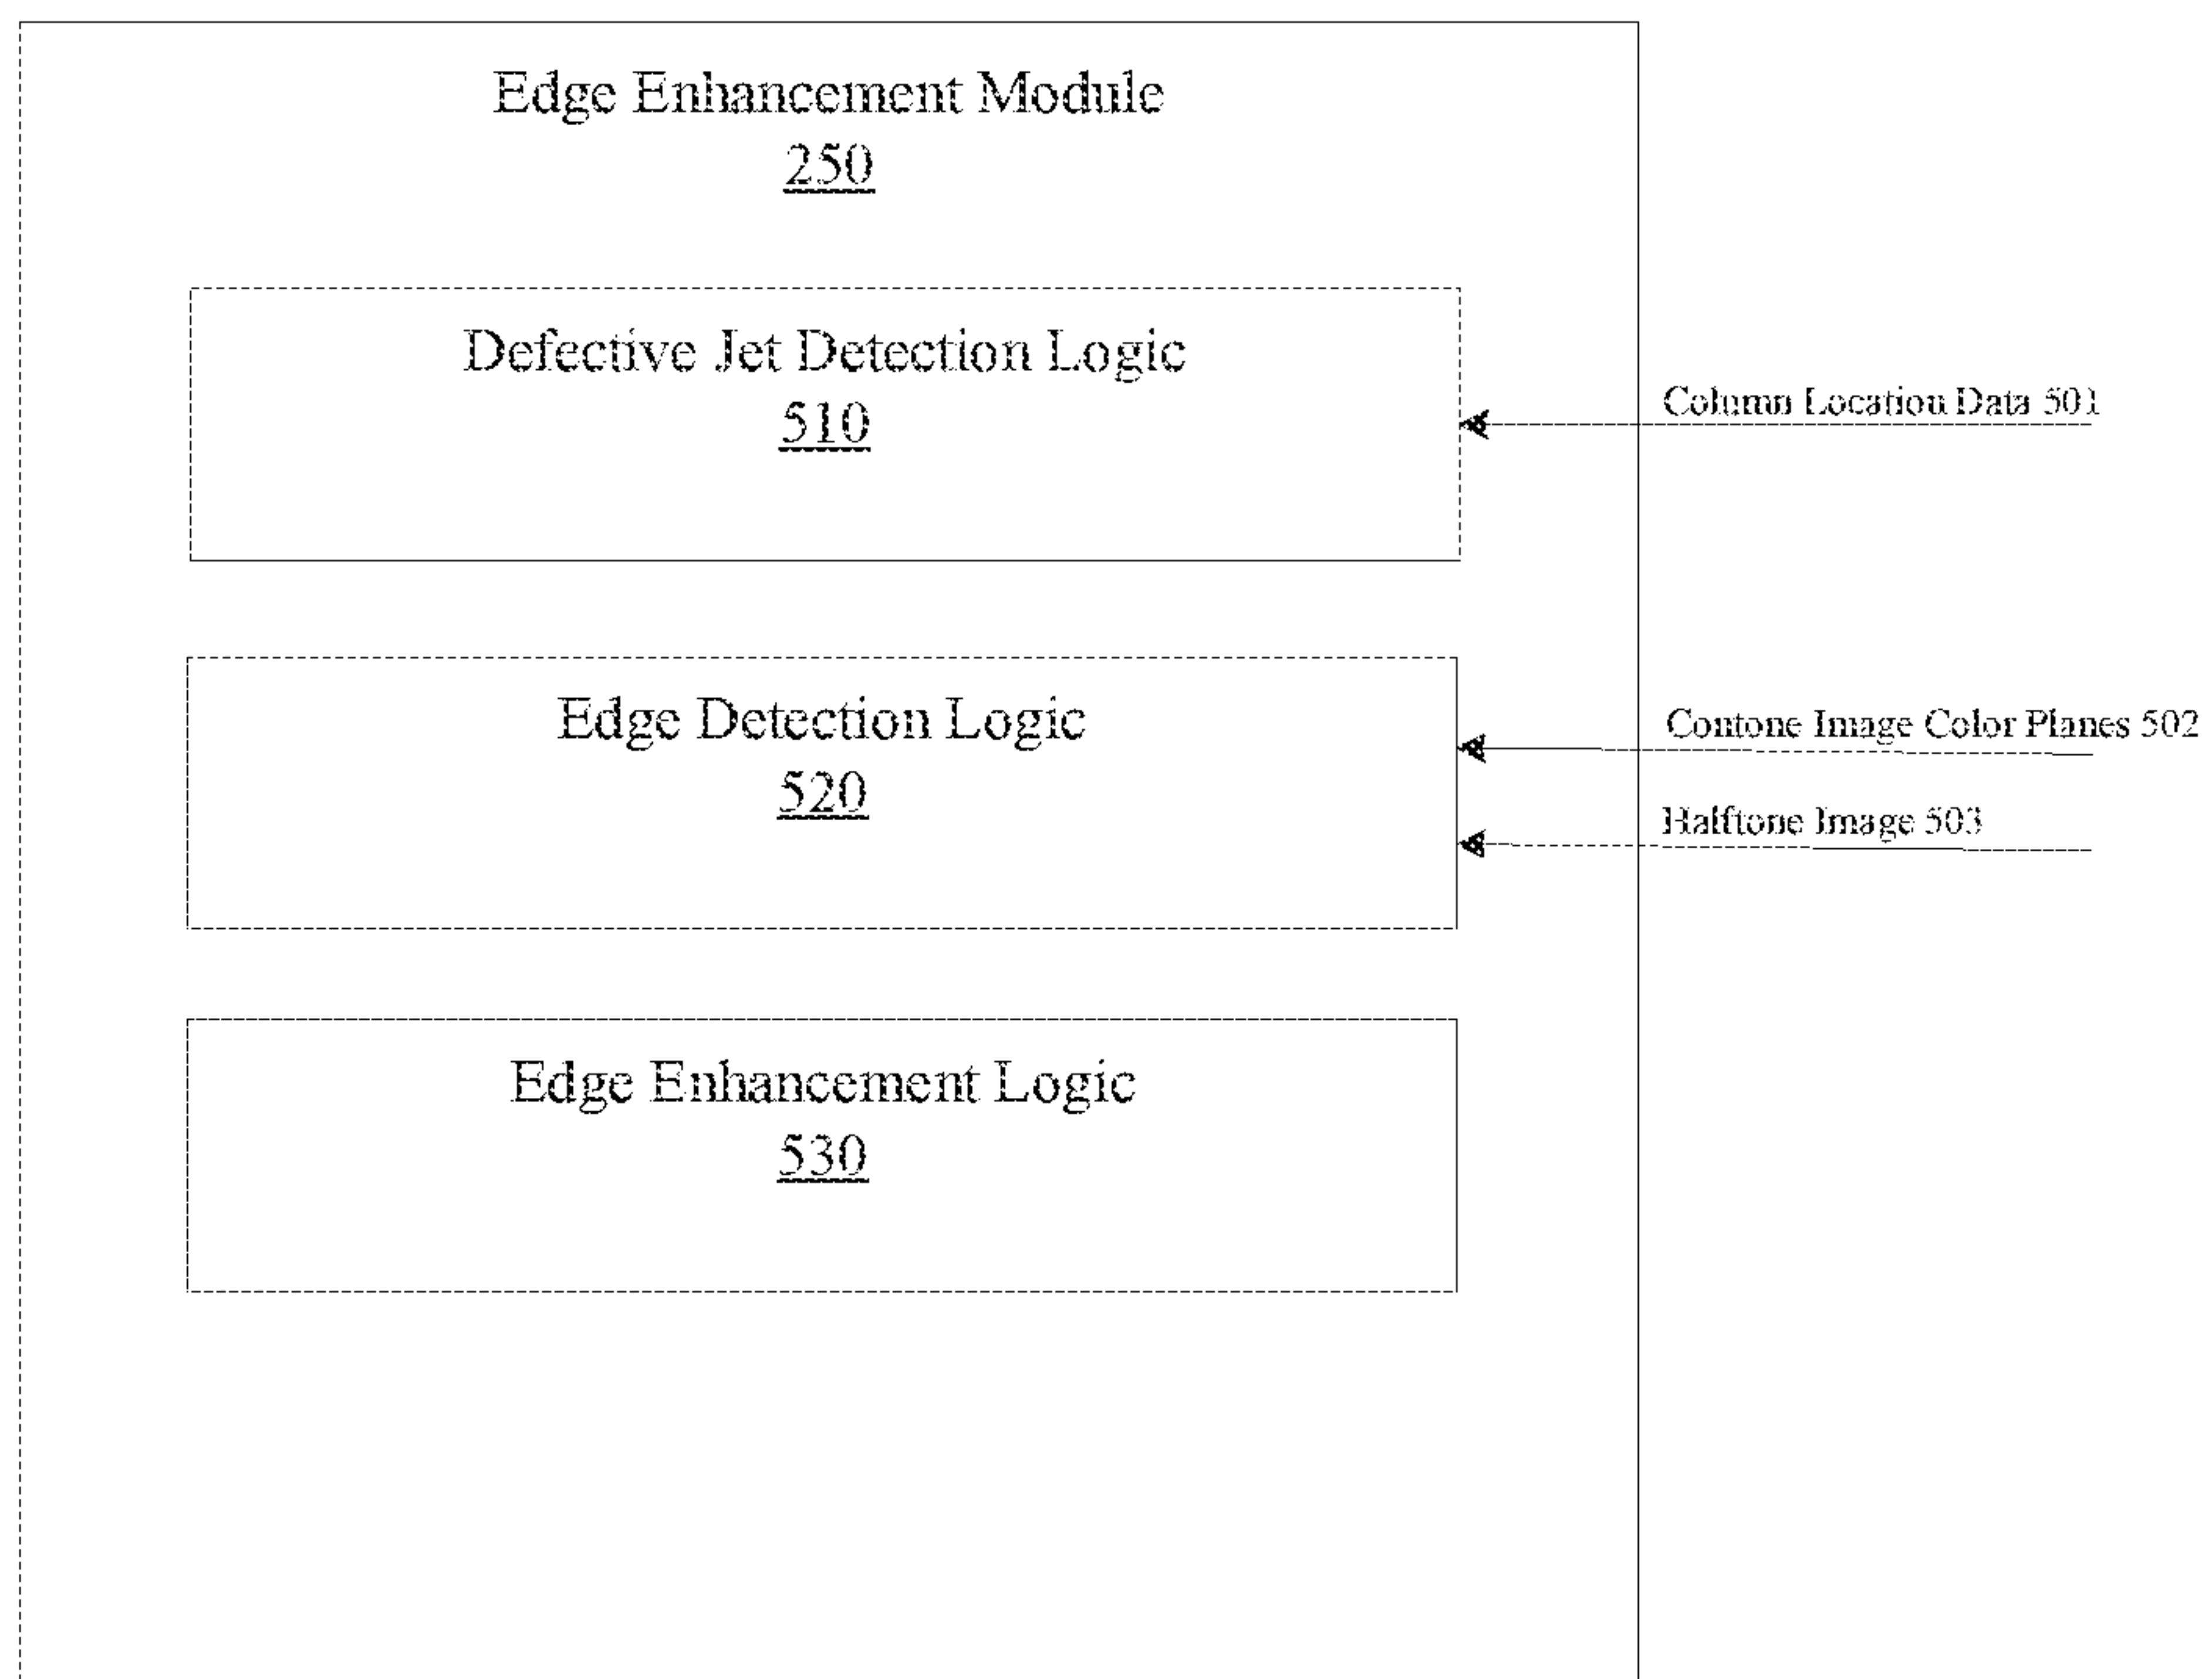 Edge Enhancement Module
250
Defective Jet Detection Logic
510
Column Location Data 501
Edge Detection Logic
520
Contone Image Color Planes 502
Halftone Image 503
Edge Enhancement Logic
530